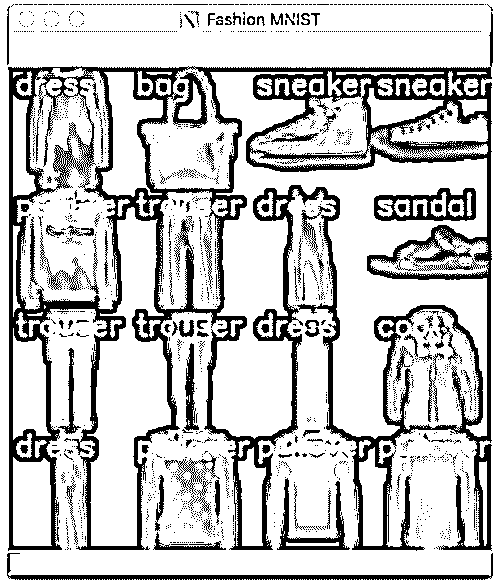 Fashion MNIST
dress bag sneaker sneaker
pullover trouser dress sandal
trouser trouser dress coat
dress pullover pullover pullover